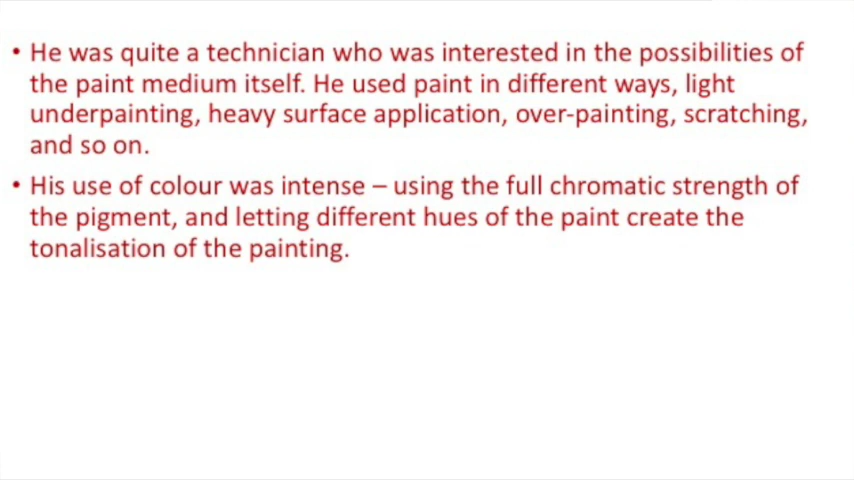 • He was quite a technician who was interested in the possibilities of
the paint medium itself. He used paint in different ways, light
underpainting, heavy surface application, over-painting, scratching,
and so on.
• His use of colour was intense – using the full chromatic strength of
the pigment, and letting different hues of the paint create the
tonalisation of the painting.